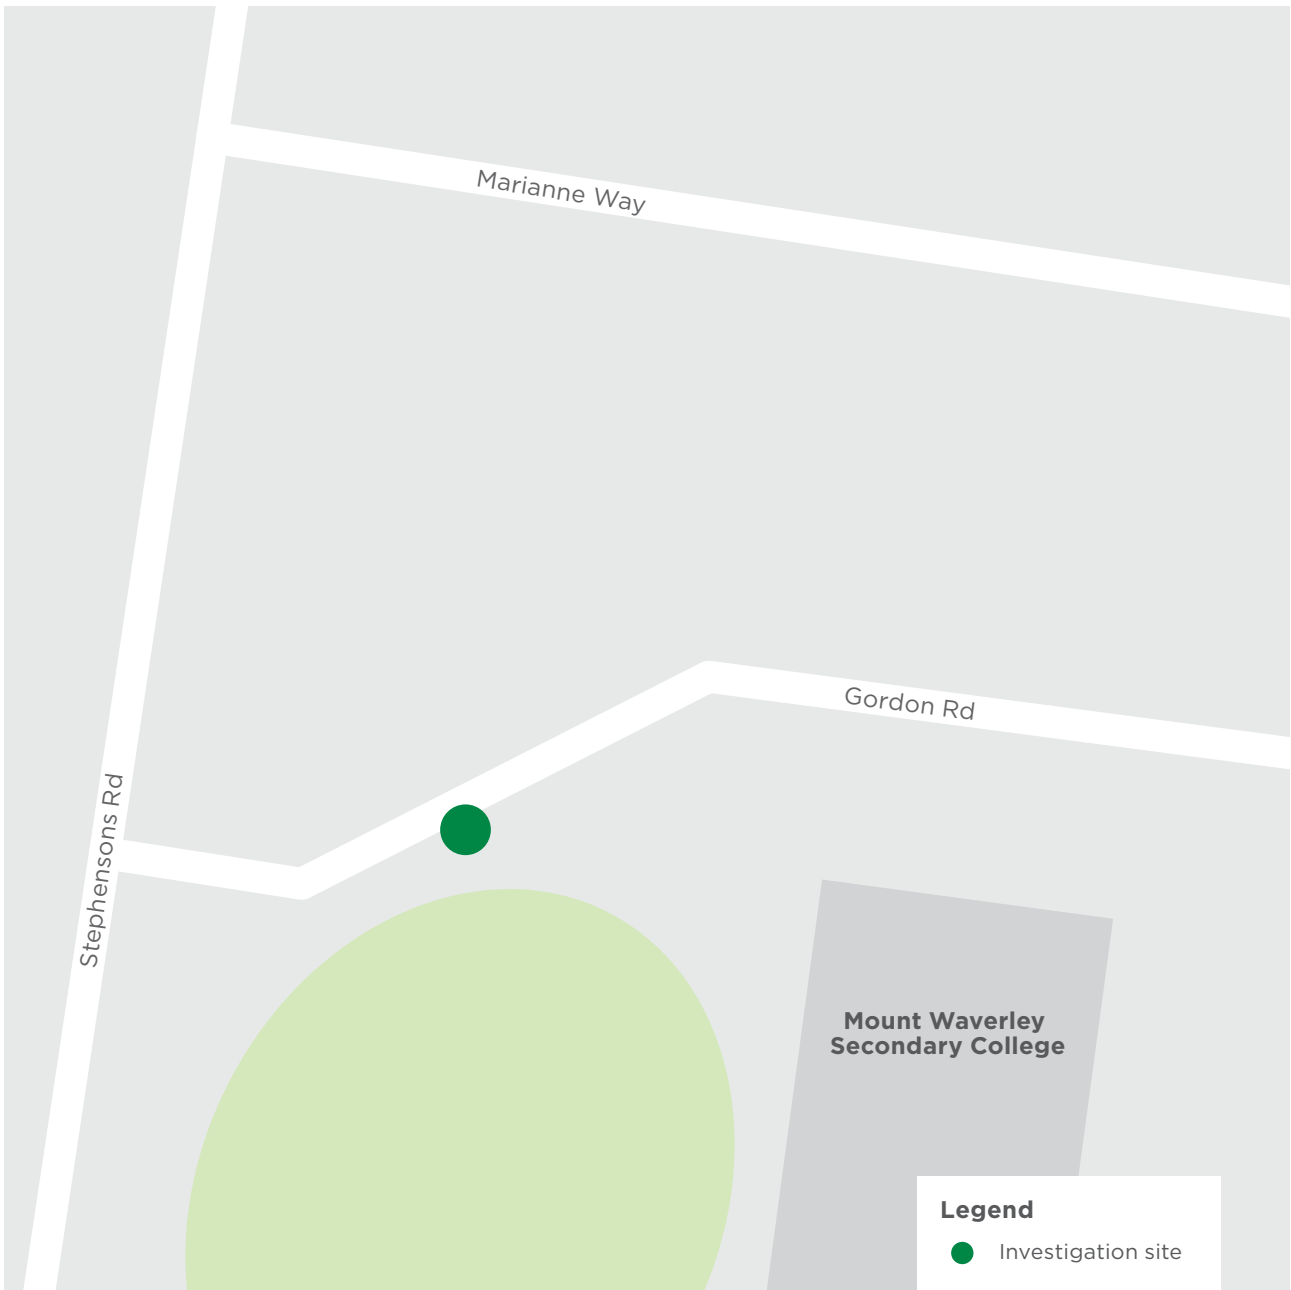 Marianne Way
Gordon Rd
Stephensons Rd
Mount Waverley
Secondary College
Legend
Investigation site